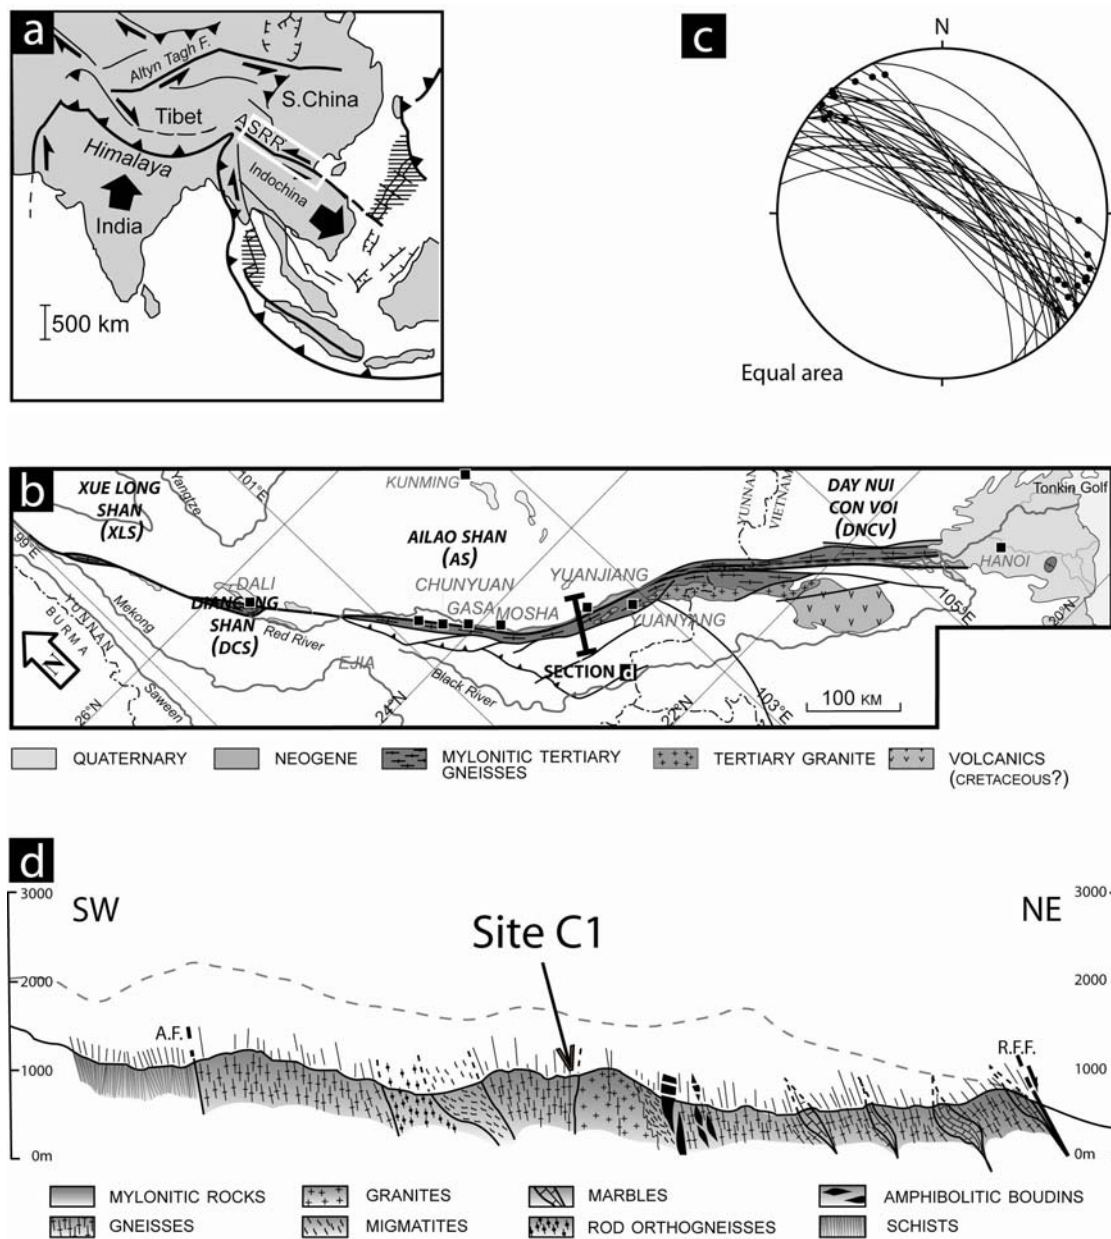 a
Altyn Tagh F.
S.China
Tibet
ASRR
Himalaya
Indochina
India
500 km
c
N
Equal area
b
XUE LONG
SHAN
(XLS)
Yangtze
101°E
KUNMING
AILAO SHAN
(AS)
DAY NUI
CON VOI
(DNCV)
YUNNAN
VIETNAM
Tonkin Golf
HANOI
99°E
DALI
DIANCANG
SHAN
(DCS)
CHUNYUAN
GASA
MOSHA
YUANJIANG
YUANYANG
Mekong
YUNNAN
BURMA
Red River
EJIA
Black River
SECTION d
Saween
N
26°N
24°N
22°N
103°E
105°E
20°N
100 KM
QUATERNARY
NEOGENE
MYLONITIC TERTIARY
GNEISSES
TERTIARY GRANITE
VOLCANICS
(CRETACEOUS?)
d
3000
SW
Site C1
NE
3000
2000
2000
A.F.
R.F.F.
1000
1000
0m
0m
MYLONITIC ROCKS
GRANITES
MARBLES
AMPHIBOLITIC BOUDINS
GNEISSES
MIGMATITES
ROD ORTHOGNEISSES
SCHISTS